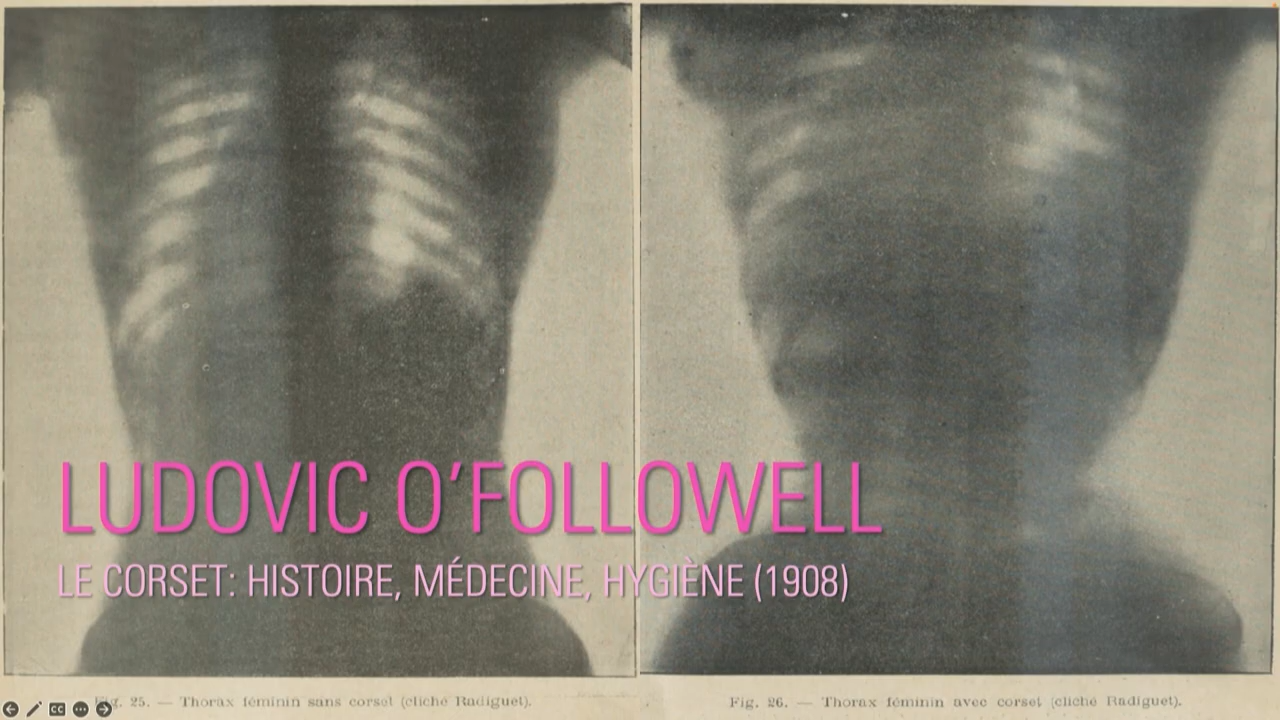 LUDOVIC O’FOLLOWELL
LE CORSET: HISTOIRE, MÉDECINE, HYGIÈNE (1908)
Fig. 25. — Thorax féminin sans corset (cliché Radiguet).
Fig. 26. — Thorax féminin avec corset (cliché Radiguet).
CC